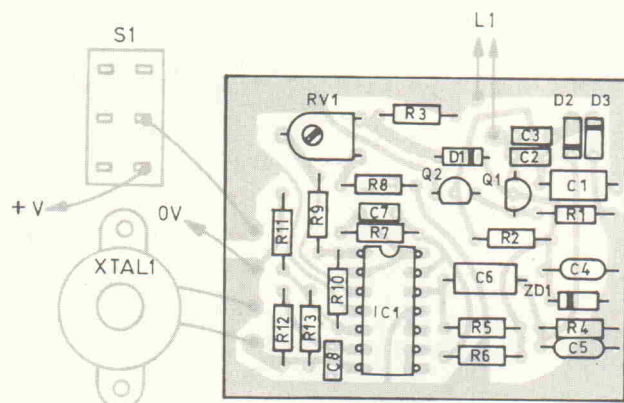 S1
L1
RV1
R3
D2 D3
C3
D1
C2
Q2
Q1
R8
C1
+V
0V
R11
R9
C7
R7
R1
R2
XTAL1
R10
IC1
C6
C4
ZD1
R12
R13
R5
R4
C8
R6
C5